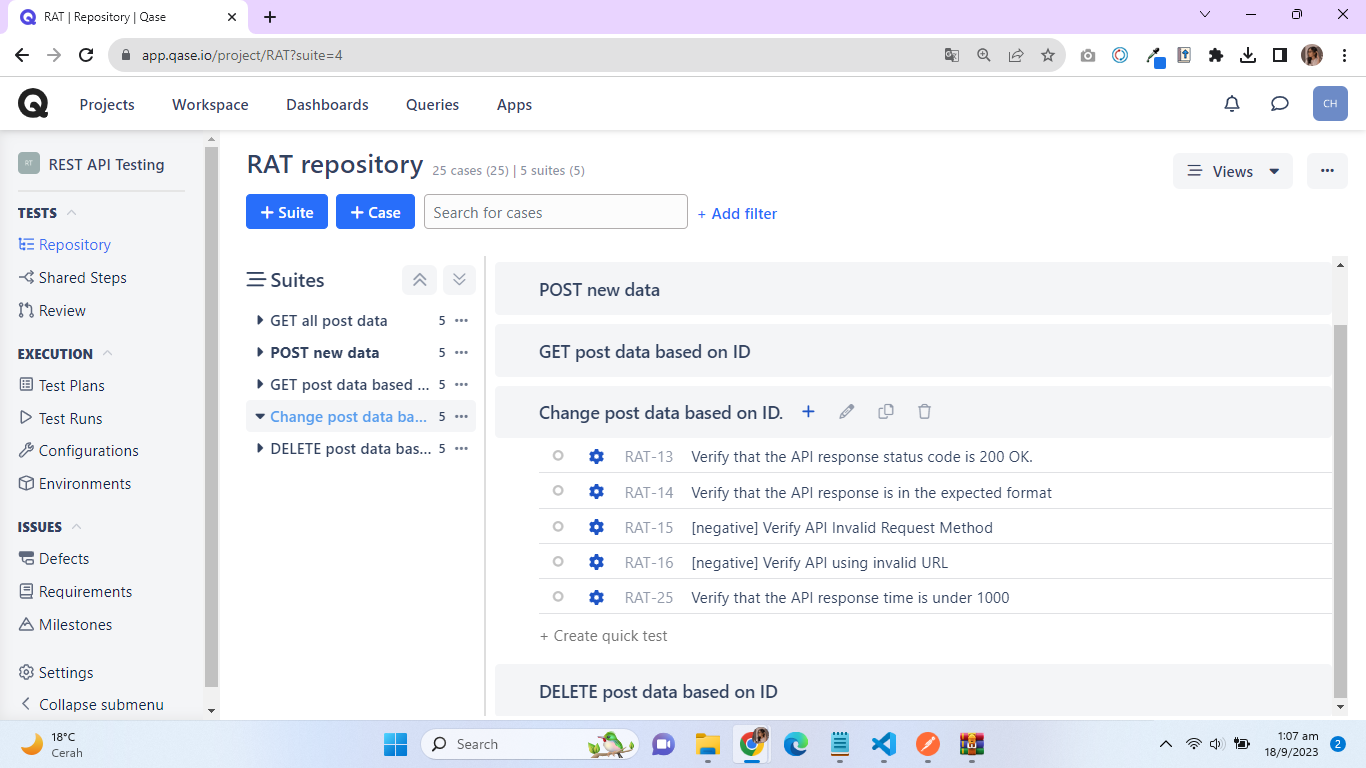 RAT | Repository | Qase
app.qase.io/project/RAT?suite=4
Projects Workspace Dashboards Queries Apps
CH
RT REST API Testing
TESTS
Repository
Shared Steps
Review
EXECUTION
Test Plans
Test Runs
Configurations
Environments
ISSUES
Defects
Requirements
Milestones
Settings
Collapse submenu
RAT repository 25 cases (25) | 5 suites (5)
Views
+ Suite + Case Search for cases + Add filter
Suites
GET all post data 5
POST new data 5
GET post data based ... 5
Change post data ba... 5
DELETE post data bas... 5
POST new data
GET post data based on ID
Change post data based on ID.
RAT-13 Verify that the API response status code is 200 OK.
RAT-14 Verify that the API response is in the expected format
RAT-15 [negative] Verify API Invalid Request Method
RAT-16 [negative] Verify API using invalid URL
RAT-25 Verify that the API response time is under 1000
+ Create quick test
DELETE post data based on ID
18°C
Cerah
Search
1:07 am
18/9/2023
2